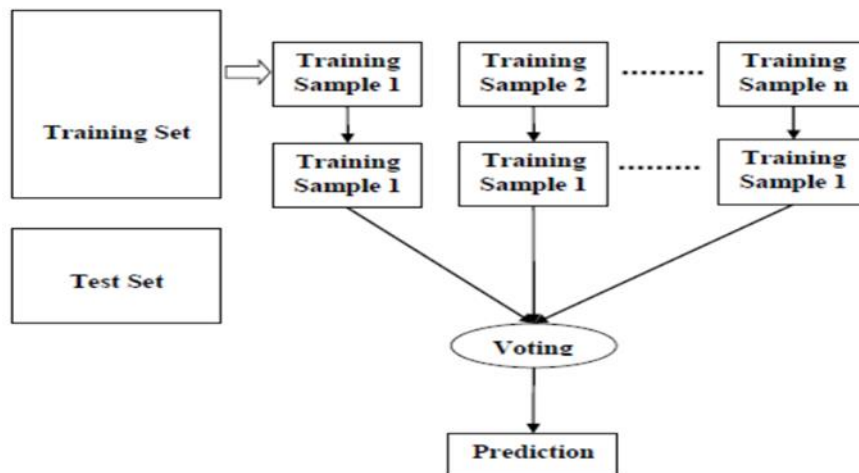 Training Set
Training
Sample 1
Training
Sample 2
Training
Sample n
Training
Sample 1
Training
Sample 1
Training
Sample 1
Test Set
Voting
Prediction